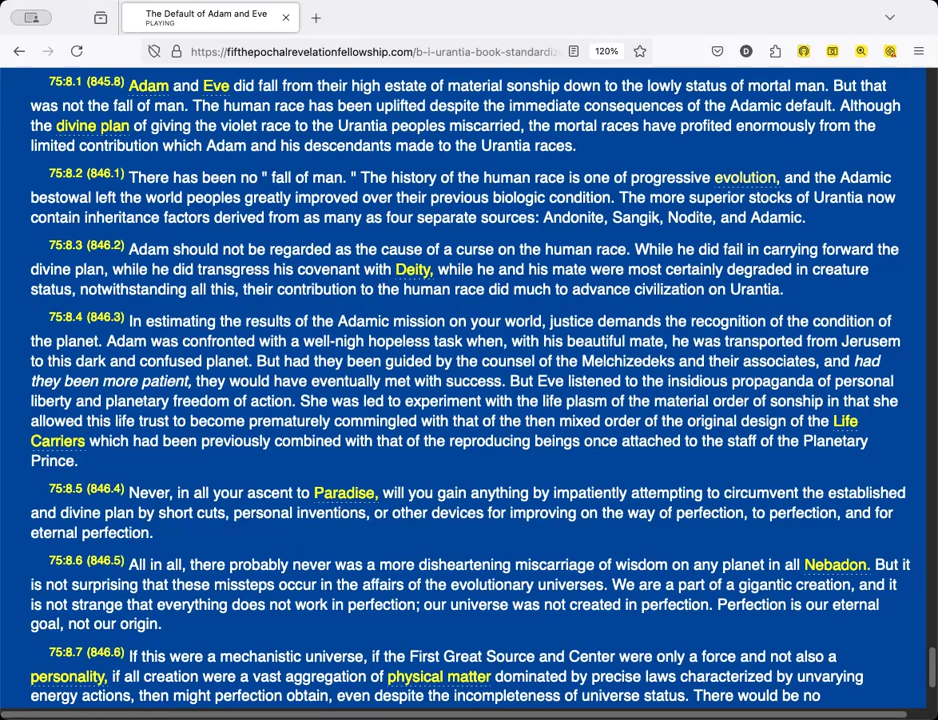 The Default of Adam and Eve
PLAYING
https://fifthepochalrevelationfellowship.com/b-i-urantia-book-standardiz
120%
75:8.1 (845.8) Adam and Eve did fall from their high estate of material sonship down to the lowly status of mortal man. But that
was not the fall of man. The human race has been uplifted despite the immediate consequences of the Adamic default. Although
the divine plan of giving the violet race to the Urantia peoples miscarried, the mortal races have profited enormously from the
limited contribution which Adam and his descendants made to the Urantia races.
75:8.2 (846.1) There has been no " fall of man. " The history of the human race is one of progressive evolution, and the Adamic
bestowal left the world peoples greatly improved over their previous biologic condition. The more superior stocks of Urantia now
contain inheritance factors derived from as many as four separate sources: Andonite, Sangik, Nodite, and Adamic.
75:8.3 (846.2) Adam should not be regarded as the cause of a curse on the human race. While he did fail in carrying forward the
divine plan, while he did transgress his covenant with Deity, while he and his mate were most certainly degraded in creature
status, notwithstanding all this, their contribution to the human race did much to advance civilization on Urantia.
75:8.4 (846.3) In estimating the results of the Adamic mission on your world, justice demands the recognition of the condition of
the planet. Adam was confronted with a well-nigh hopeless task when, with his beautiful mate, he was transported from Jerusem
to this dark and confused planet. But had they been guided by the counsel of the Melchizedeks and their associates, and had
they been more patient, they would have eventually met with success. But Eve listened to the insidious propaganda of personal
liberty and planetary freedom of action. She was led to experiment with the life plasm of the material order of sonship in that she
allowed this life trust to become prematurely commingled with that of the then mixed order of the original design of the Life
Carriers which had been previously combined with that of the reproducing beings once attached to the staff of the Planetary
Prince.
75:8.5 (846.4) Never, in all your ascent to Paradise, will you gain anything by impatiently attempting to circumvent the established
and divine plan by short cuts, personal inventions, or other devices for improving on the way of perfection, to perfection, and for
eternal perfection.
75:8.6 (846.5) All in all, there probably never was a more disheartening miscarriage of wisdom on any planet in all Nebadon. But it
is not surprising that these missteps occur in the affairs of the evolutionary universes. We are a part of a gigantic creation, and it
is not strange that everything does not work in perfection; our universe was not created in perfection. Perfection is our eternal
goal, not our origin.
75:8.7 (846.6) If this were a mechanistic universe, if the First Great Source and Center were only a force and not also a
personality, if all creation were a vast aggregation of physical matter dominated by precise laws characterized by unvarying
energy actions, then might perfection obtain, even despite the incompleteness of universe status. There would be no